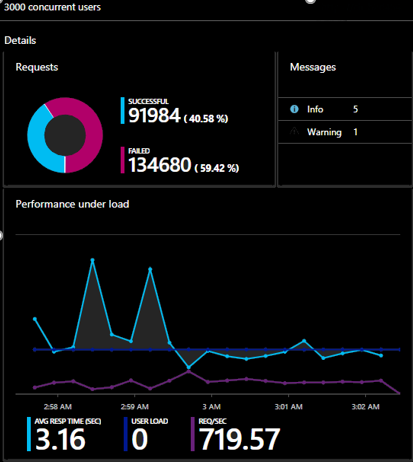 3000 concurrent users
Details
Requests
SUCCESSFUL
91984 ( 40.58 %)
FAILED
134680 ( 59.42 %)
Messages
Info 5
Warning 1
Performance under load
2:58 AM 2:59 AM 3 AM 3:01 AM 3:02 AM
AVG RESP TIME (SEC) USER LOAD REQ/SEC
3.16 0 719.57